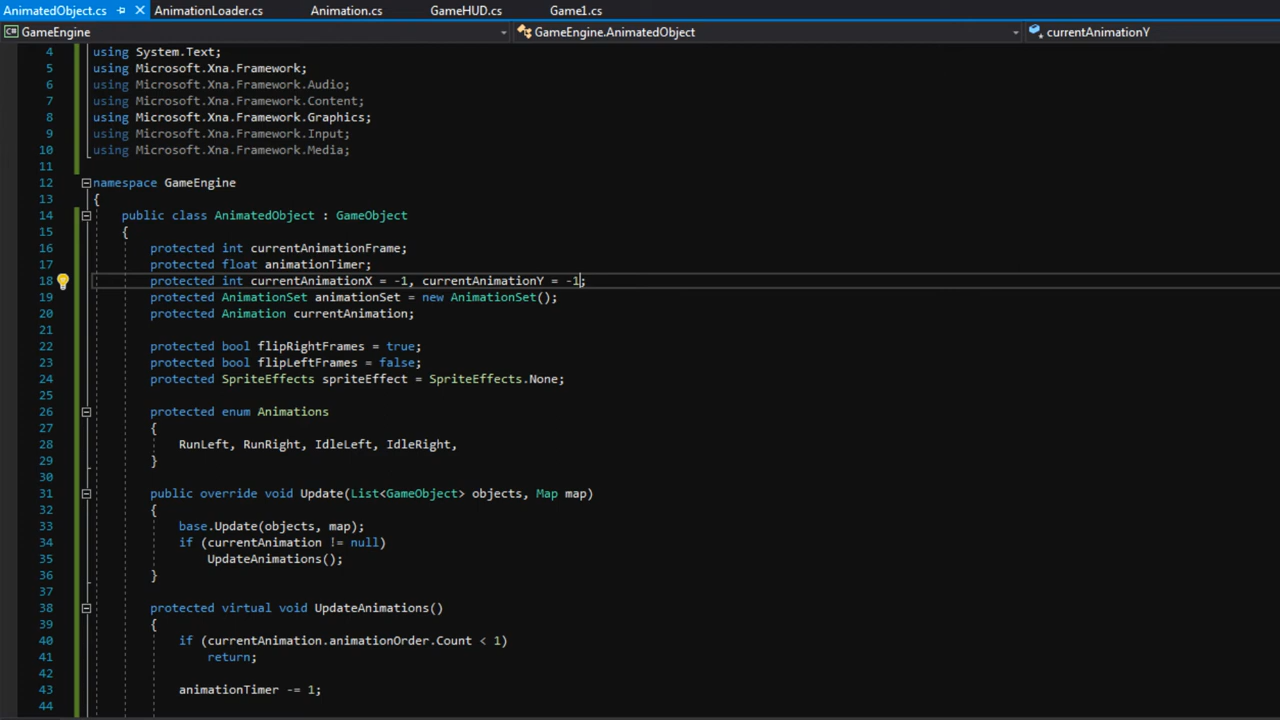 AnimatedObject.cs AnimationLoader.cs Animation.cs GameHUD.cs Game1.cs
C# GameEngine GameEngine.AnimatedObject currentAnimationY
4 using System.Text;
5 using Microsoft.Xna.Framework;
6 using Microsoft.Xna.Framework.Audio;
7 using Microsoft.Xna.Framework.Content;
8 using Microsoft.Xna.Framework.Graphics;
9 using Microsoft.Xna.Framework.Input;
10 using Microsoft.Xna.Framework.Media;
11
12 namespace GameEngine
13 {
14 public class AnimatedObject : GameObject
15 {
16 protected int currentAnimationFrame;
17 protected float animationTimer;
18 protected int currentAnimationX = -1, currentAnimationY = -1;
19 protected AnimationSet animationSet = new AnimationSet();
20 protected Animation currentAnimation;
21
22 protected bool flipRightFrames = true;
23 protected bool flipLeftFrames = false;
24 protected SpriteEffects spriteEffect = SpriteEffects.None;
25
26 protected enum Animations
27 {
28 RunLeft, RunRight, IdleLeft, IdleRight,
29 }
30
31 public override void Update(List<GameObject> objects, Map map)
32 {
33 base.Update(objects, map);
34 if (currentAnimation != null)
35 UpdateAnimations();
36 }
37
38 protected virtual void UpdateAnimations()
39 {
40 if (currentAnimation.animationOrder.Count < 1)
41 return;
42
43 animationTimer -= 1;
44